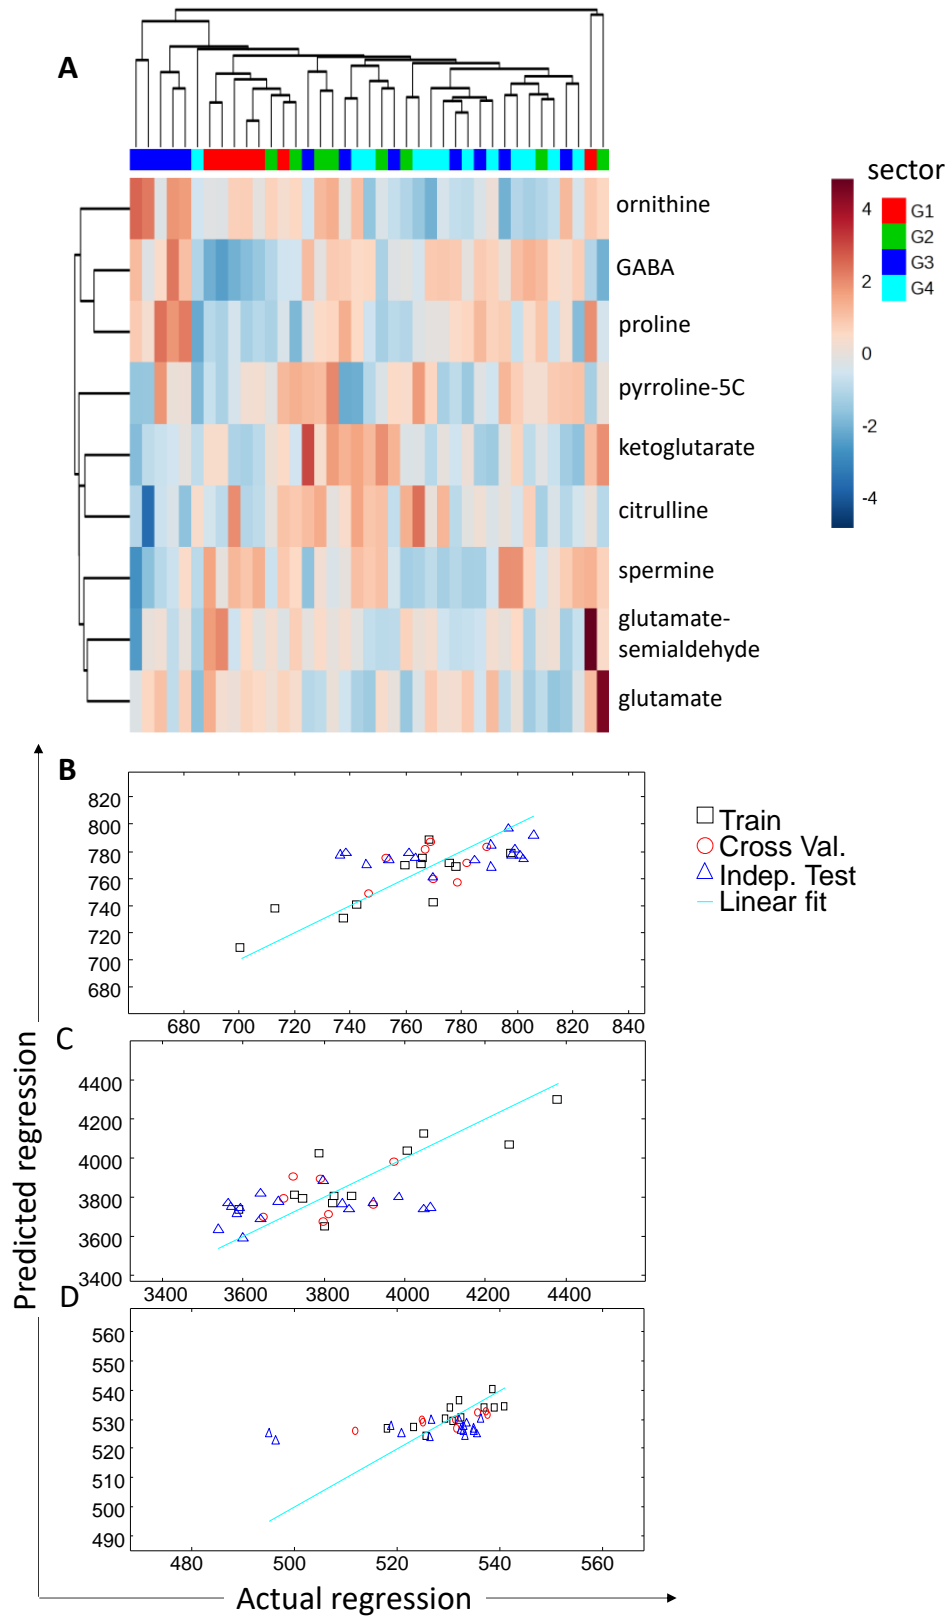 A
sector
G1
G2
G3
G4
4
2
0
-2
-4
ornithine
GABA
proline
pyrroline-5C
ketoglutarate
citrulline
spermine
glutamate-
semialdehyde
glutamate
B
820
800
780
760
740
720
700
680
680 700 720 740 760 780 800 820 840
Train
Cross Val.
Indep. Test
Linear fit
C
4400
4200
4000
3800
3600
3400
3400 3600 3800 4000 4200 4400
D
560
550
540
530
520
510
500
490
480 500 520 540 560
Predicted regression
Actual regression